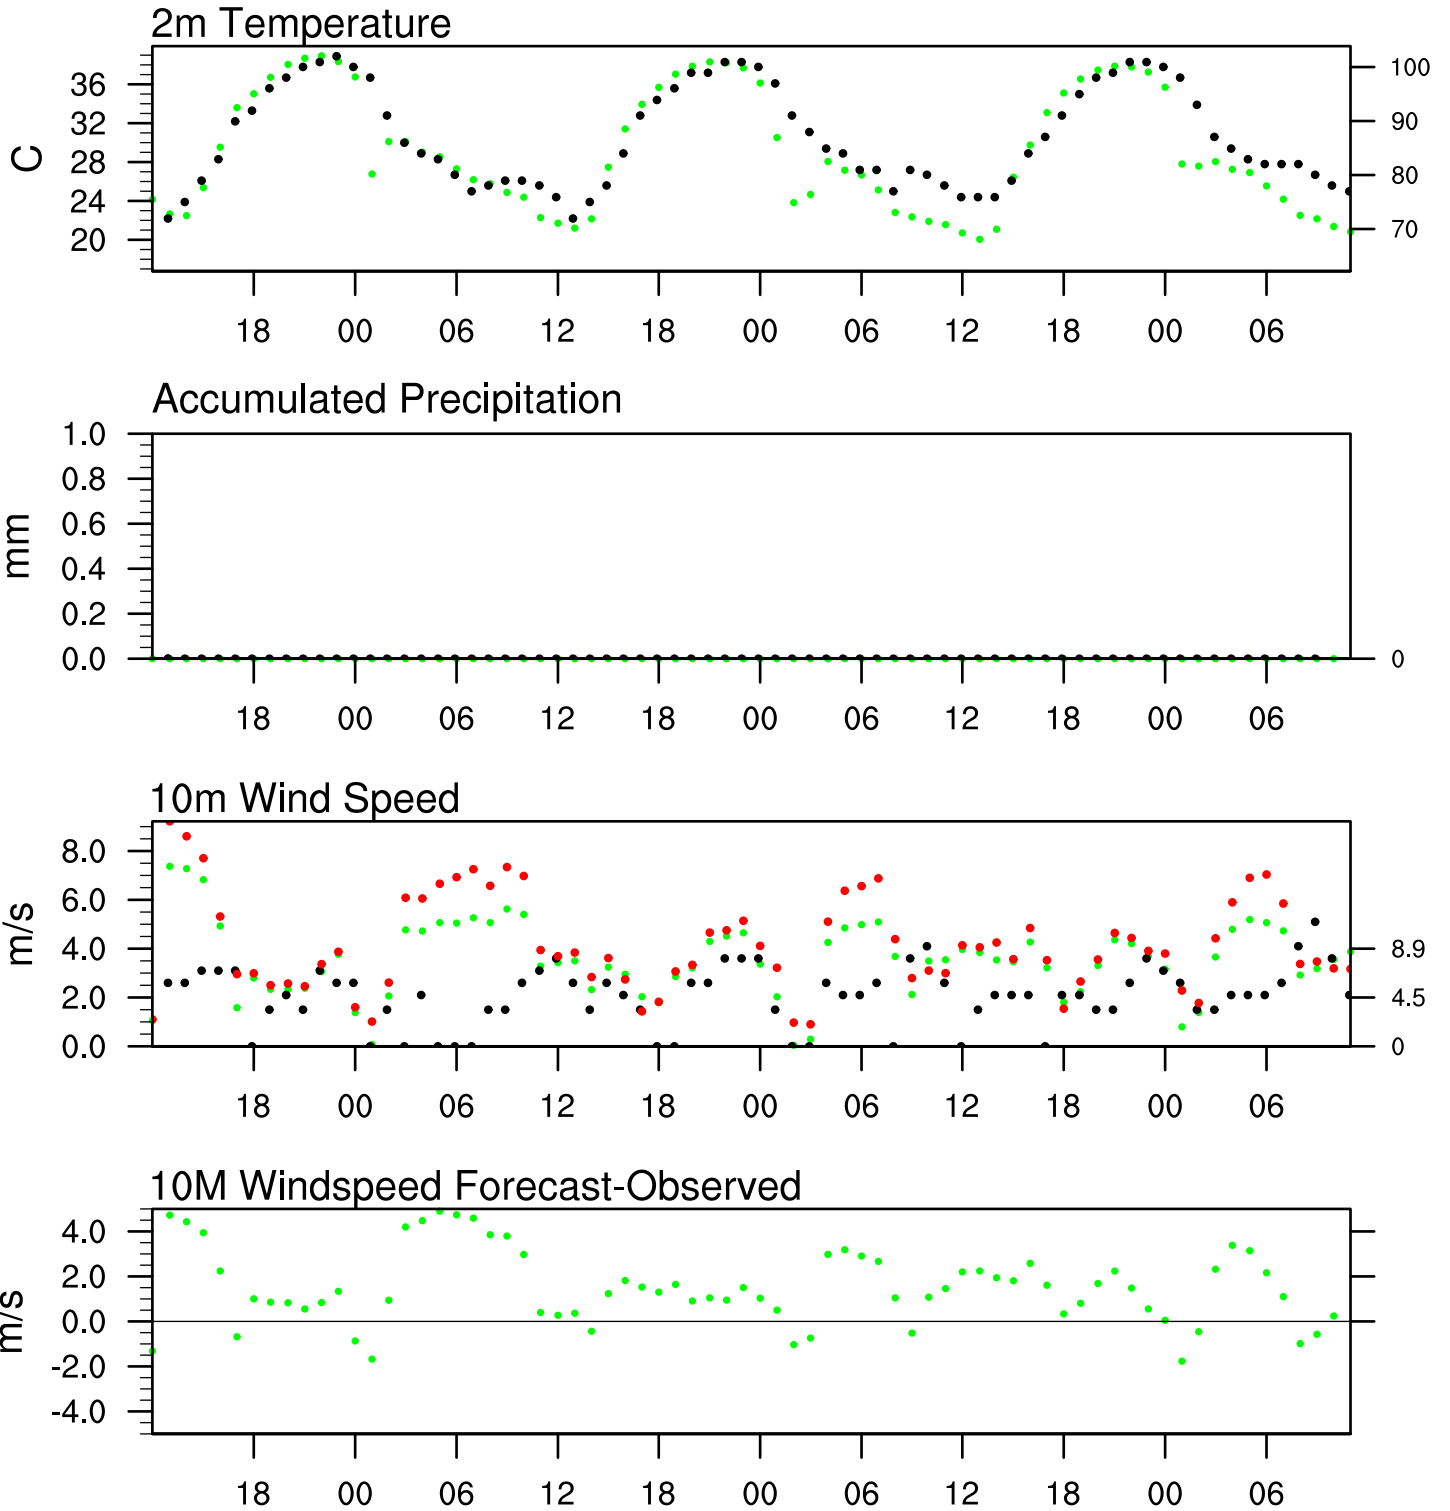 2m Temperature
C
36
32
28
24
20
100
90
80
70
18 00 06 12 18 00 06 12 18 00 06
Accumulated Precipitation
mm
1.0
0.8
0.6
0.4
0.2
0.0
0
18 00 06 12 18 00 06 12 18 00 06
10m Wind Speed
m/s
8.0
6.0
4.0
2.0
0.0
8.9
4.5
0
18 00 06 12 18 00 06 12 18 00 06
10M Windspeed Forecast-Observed
m/s
4.0
2.0
0.0
-2.0
-4.0
18 00 06 12 18 00 06 12 18 00 06